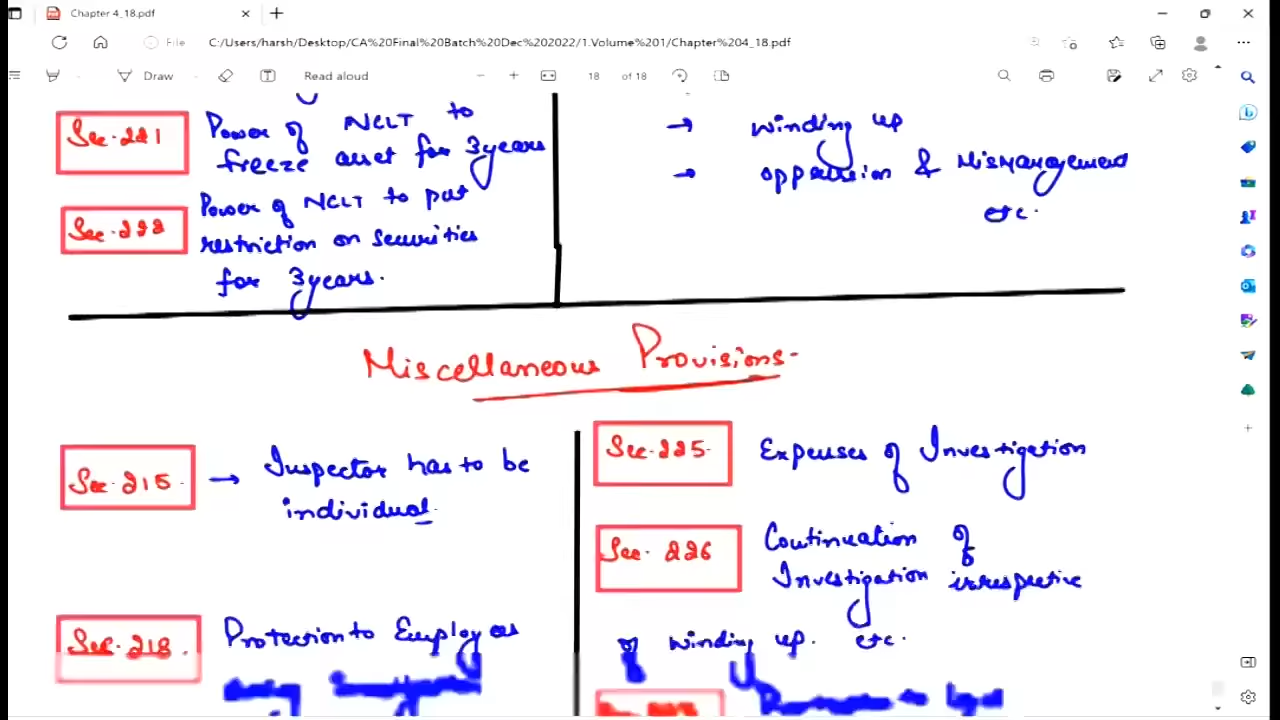 Chapter 4_18.pdf
File C:/Users/harsh/Desktop/CA%20Final%20Batch%20Dec%202022/1.Volume%201/Chapter%204_18.pdf
Draw Read aloud 18 of 18
Sec. 221 Power of NCLT to
freeze asset for 3 years
Sec. 222 Power of NCLT to put
restriction on securities
for 3 years.
→ Winding up
→ oppression & Mismanagement
etc.
Miscellaneous Provisions.
Sec. 215. → Inspector has to be
individual.
Sec. 218. Protection to Employees
Sec. 225. Expenses of Investigation
Sec. 226 Continuation of
Investigation irrespective
of winding up. etc.